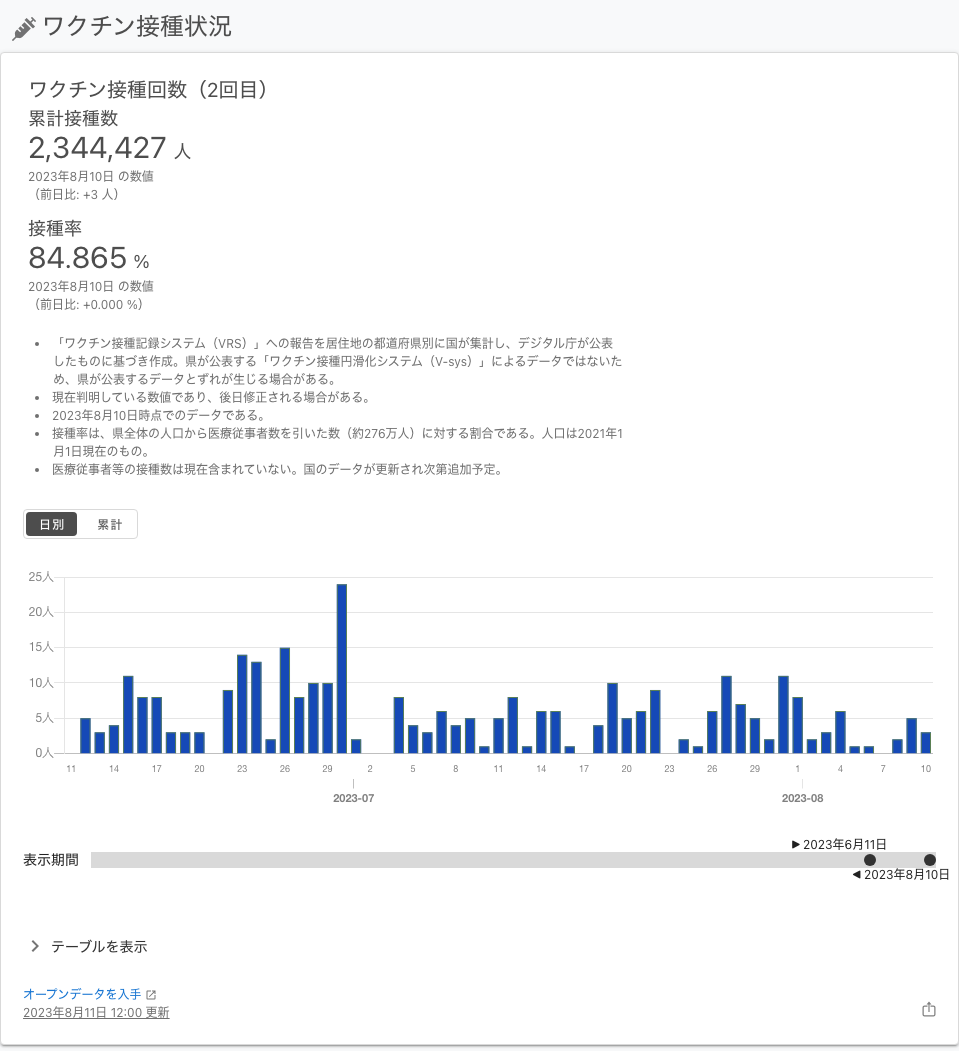 ワクチン接種状況
ワクチン接種回数（2回目）
累計接種数
2,344,427 人
2023年8月10日 の数値
（前日比: +3 人）
接種率
84.865 %
2023年8月10日 の数値
（前日比: +0.000 %）
• 「ワクチン接種記録システム（VRS）」への報告を居住地の都道府県別に国が集計し、デジタル庁が公表
したものに基づき作成。県が公表する「ワクチン接種円滑化システム（V-sys）」によるデータではないた
め、県が公表するデータとずれが生じる場合がある。
• 現在判明している数値であり、後日修正される場合がある。
• 2023年8月10日時点でのデータである。
• 接種率は、県全体の人口から医療従事者数を引いた数（約276万人）に対する割合である。人口は2021年1
月1日現在のもの。
• 医療従事者等の接種数は現在含まれていない。国のデータが更新され次第追加予定。
日別 累計
25人
20人
15人
10人
5人
0人
11 14 17 20 23 26 29 2 5 8 11 14 17 20 23 26 29 1 4 7 10
2023-07 2023-08
▶ 2023年6月11日
表示期間
◀ 2023年8月10日
テーブルを表示
オープンデータを入手
2023年8月11日 12:00 更新